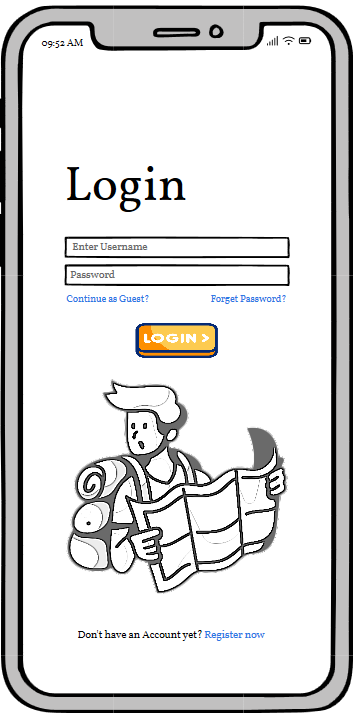 09:52 AM
Login
Enter Username
Password
Continue as Guest? Forget Password?
LOGIN >
Don't have an Account yet? Register now